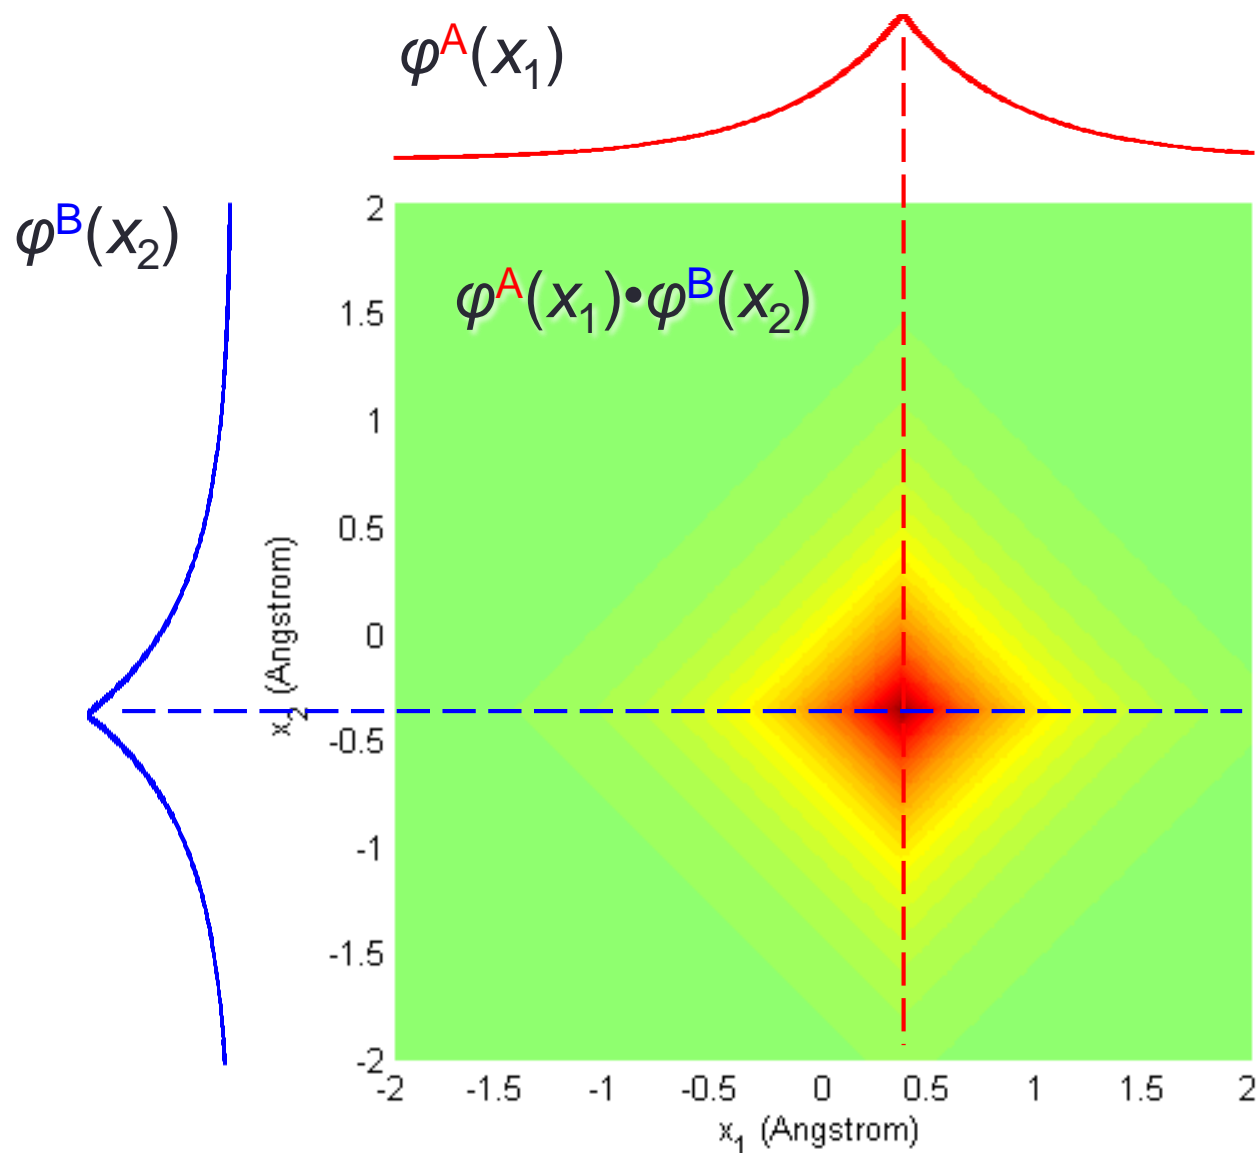 φᴬ(x₁)
φᴮ(x₂)
φᴬ(x₁)•φᴮ(x₂)
2
1.5
1
0.5
0
-0.5
-1
-1.5
-2
x₂ (Angstrom)
-2 -1.5 -1 -0.5 0 0.5 1 1.5 2
x₁ (Angstrom)